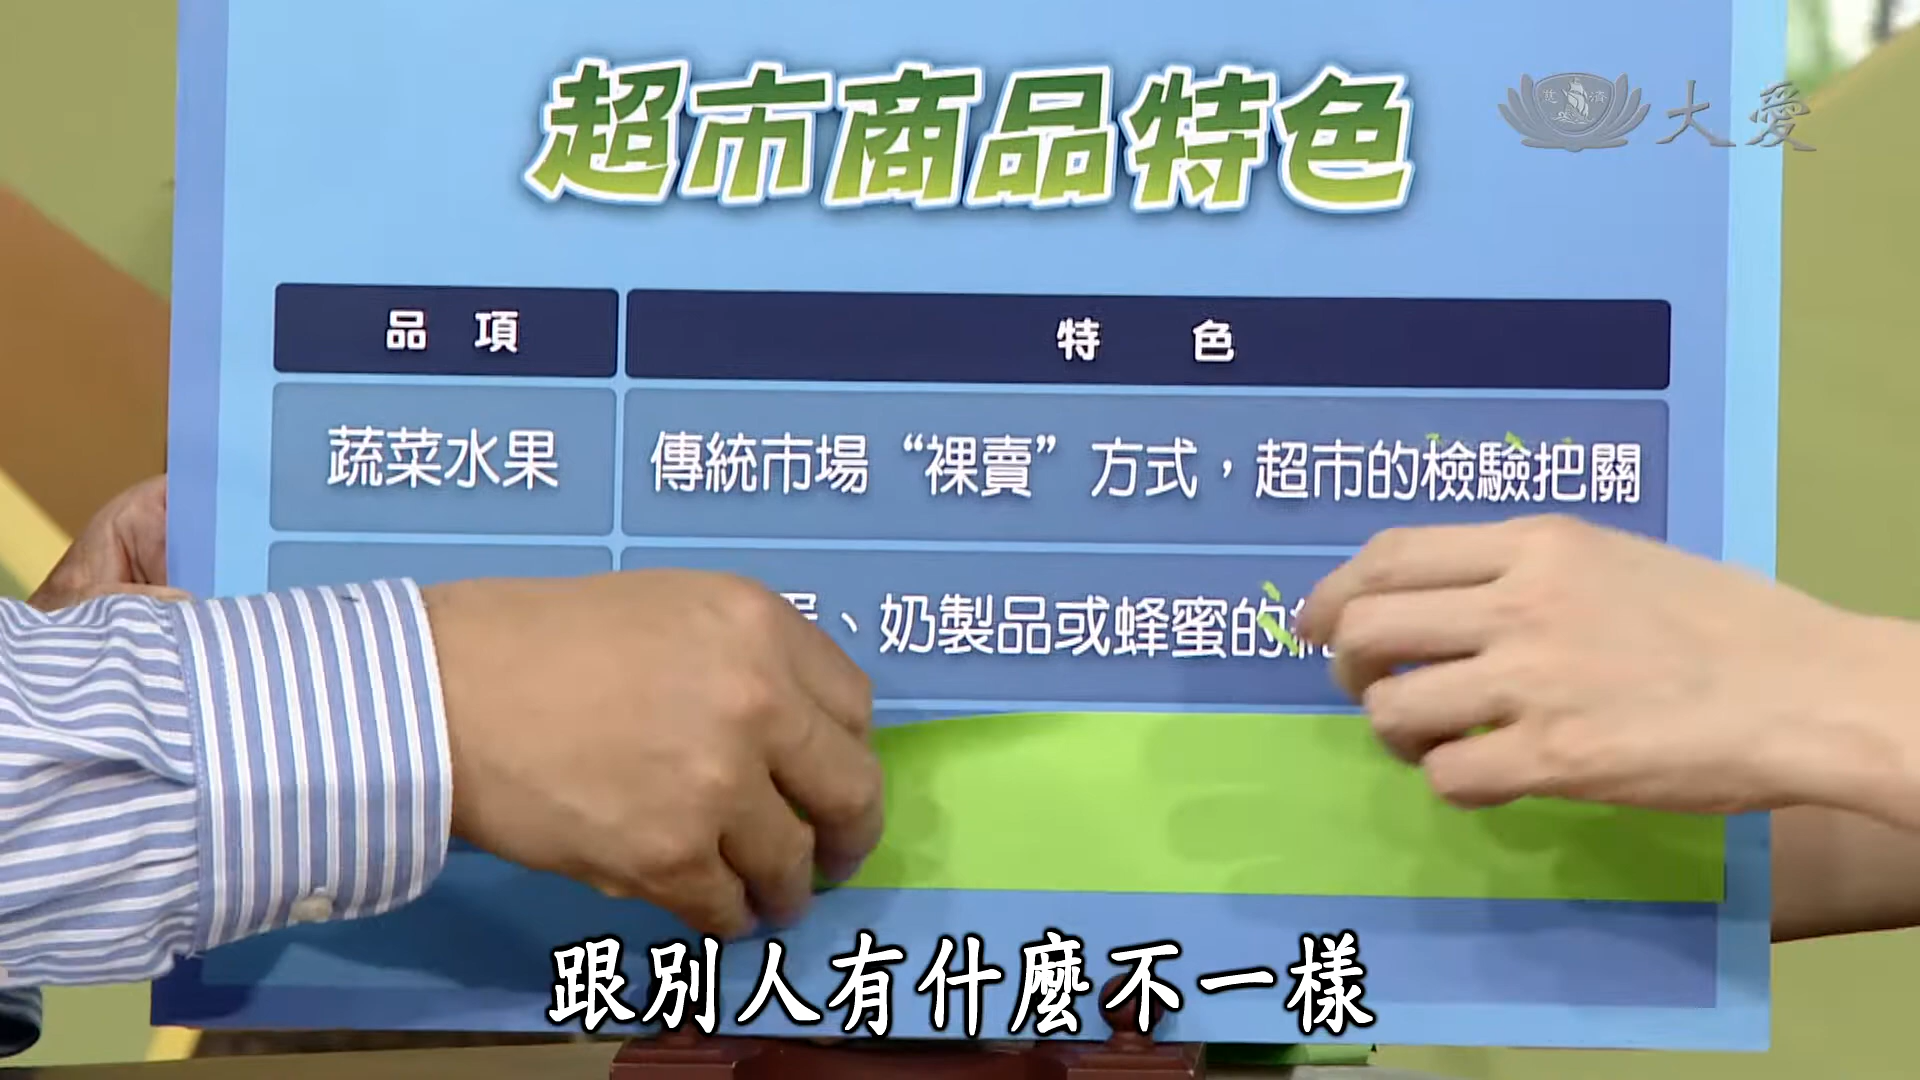 超市商品特色
慈濟 大愛
品項 特色
蔬菜水果 傳統市場“裸賣”方式，超市的檢驗把關
、奶製品或蜂蜜的
跟別人有什麼不一樣